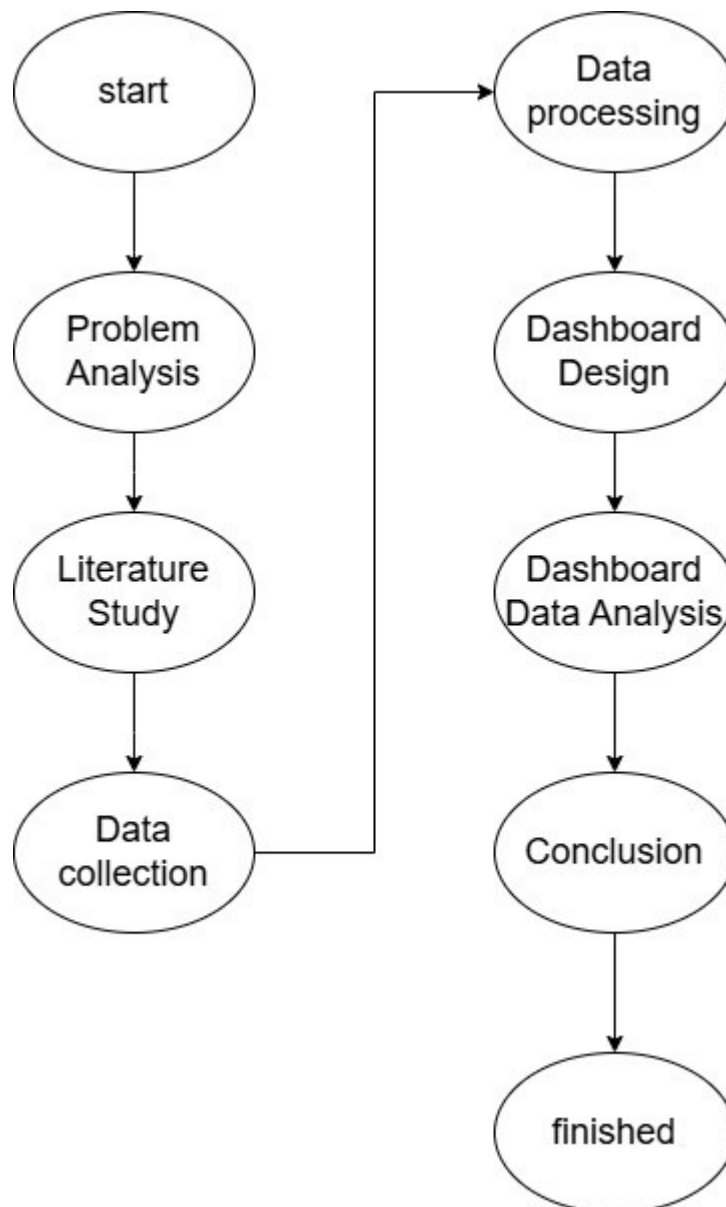 start
Problem
Analysis
Literature
Study
Data
collection
Data
processing
Dashboard
Design
Dashboard
Data Analysis
Conclusion
finished